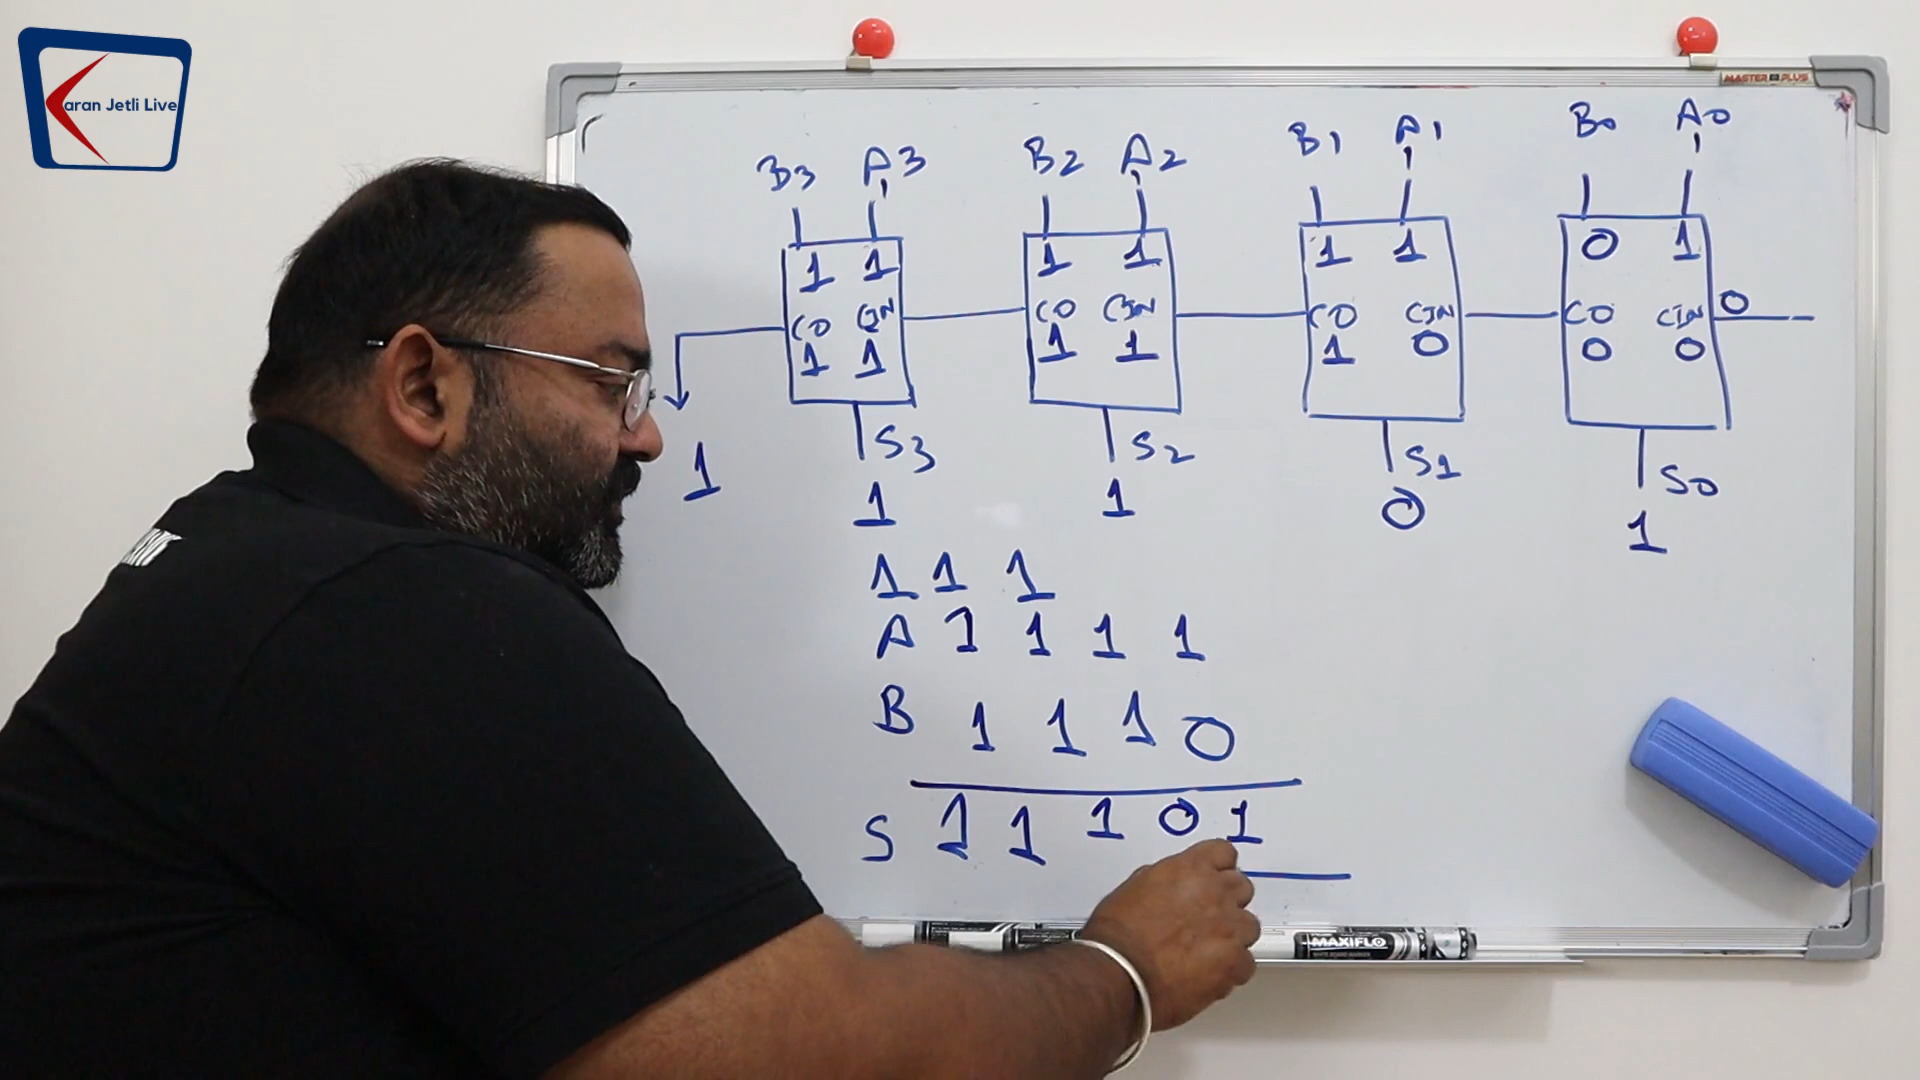 Karan Jetli Live
MASTER PLUS
B3 A3 B2 A2 B1 A1 B0 A0
1 1 1 1 1 1 0 1
CO CIN CO CIN CO CIN CO CIN 0
1 1 1 1 1 0 0 0
S3 S2 S1 S0
1 1 1 0 1
1 1 1
A 1 1 1 1
B 1 1 1 0
S 1 1 1 0 1
MAXIFLO
WHITE BOARD MARKER